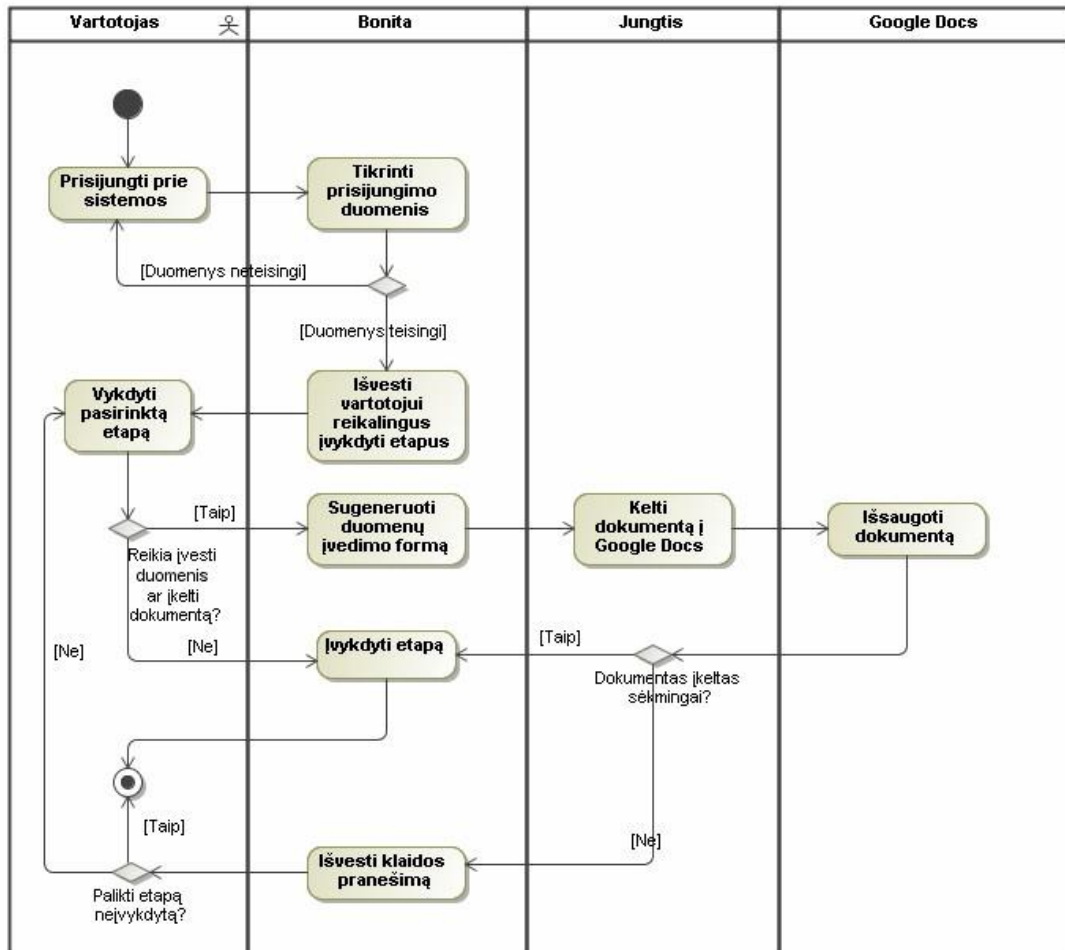 Vartotojas
Bonita
Jungtis
Google Docs
Prisijungti prie
sistemos
Tikrinti
prisijungimo
duomenis
[Duomenys neteisingi]
[Duomenys teisingi]
Vykdyti
pasirinktą
etapą
Išvesti
vartotojui
reikalingus
įvykdyti etapus
[Taip]
Sugeneruoti
duomenų
įvedimo formą
Kelti
dokumentą į
Google Docs
Išsaugoti
dokumentą
Reikia įvesti
duomenis
ar įkelti
dokumentą?
[Ne]
[Ne]
Įvykdyti etapą
[Taip]
Dokumentas įkeltas
sėkmingai?
[Taip]
[Ne]
Išvesti klaidos
pranešimą
Palikti etapą
neįvykdytą?